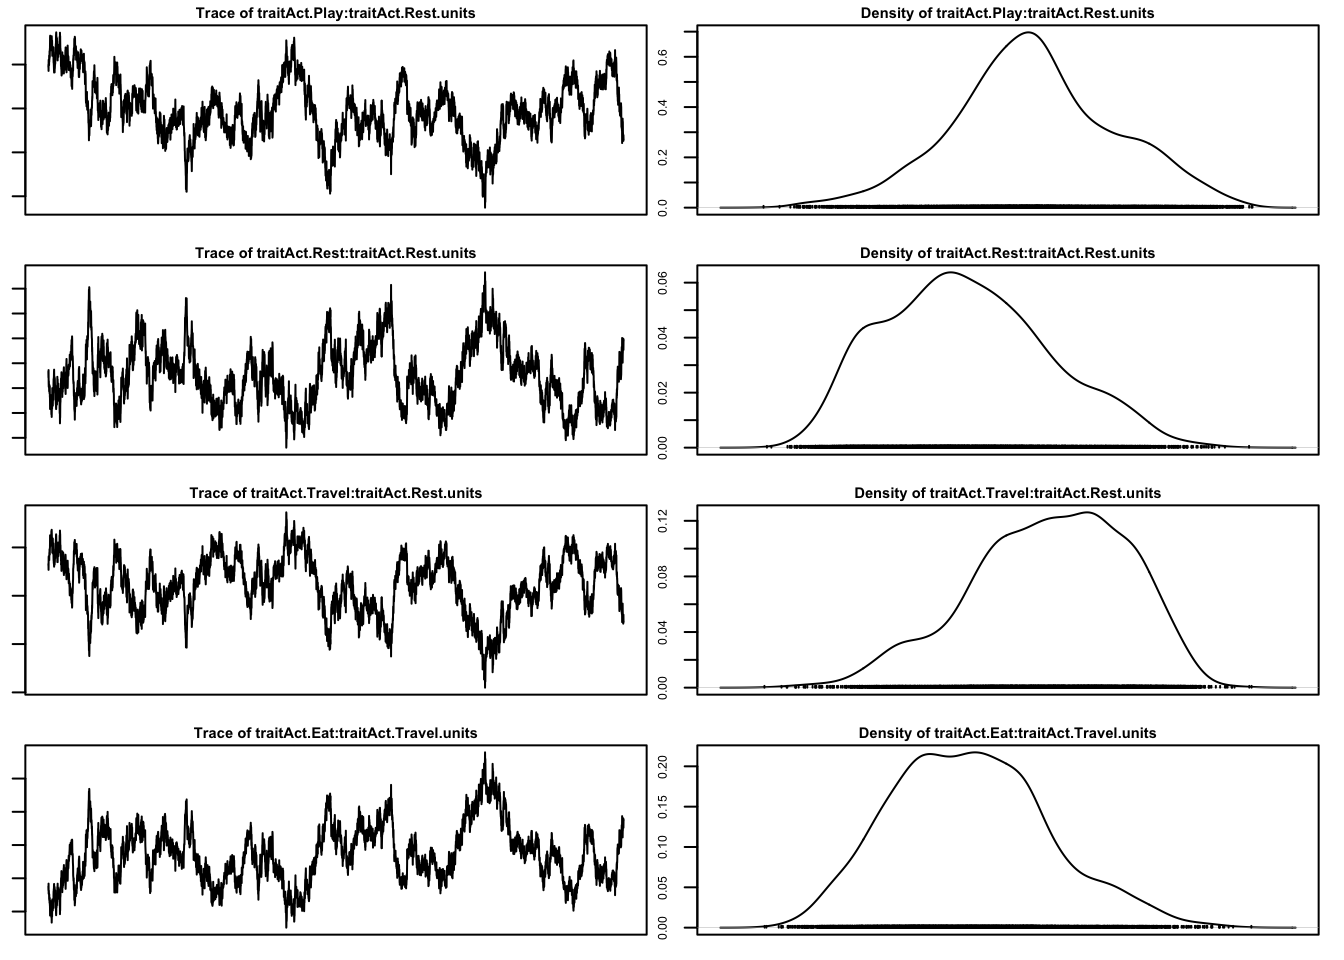 Trace of traitAct.Play:traitAct.Rest.units
Density of traitAct.Play:traitAct.Rest.units
0.6
0.4
0.2
0.0
Trace of traitAct.Rest:traitAct.Rest.units
Density of traitAct.Rest:traitAct.Rest.units
0.06
0.04
0.02
0.00
Trace of traitAct.Travel:traitAct.Rest.units
Density of traitAct.Travel:traitAct.Rest.units
0.12
0.08
0.04
0.00
Trace of traitAct.Eat:traitAct.Travel.units
Density of traitAct.Eat:traitAct.Travel.units
0.20
0.15
0.10
0.05
0.00